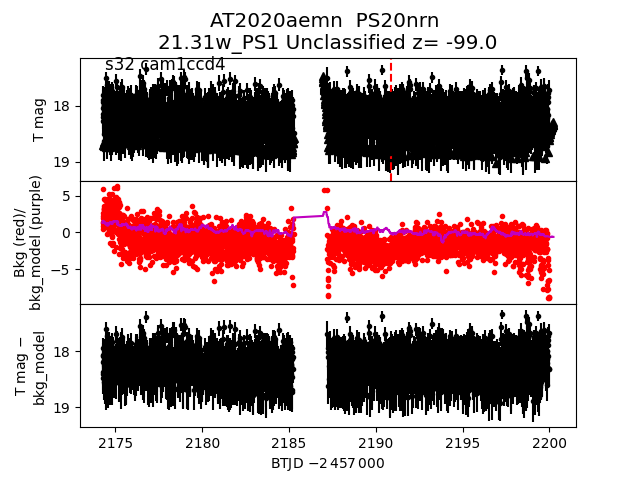 AT2020aemn  PS20nrn
21.31w_PS1 Unclassified z= -99.0
s32 cam1ccd4
T mag
18
19
Bkg (red)/
bkg_model (purple)
5
0
−5
T mag −
bkg_model
18
19
2175
2180
2185
2190
2195
2200
BTJD −2 457 000